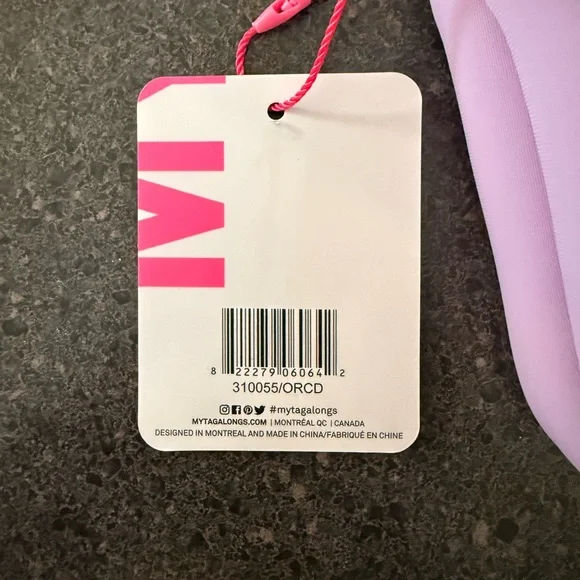 MY
8 22279 06064 2
310055/ORCD
#mytagalongs
MYTAGALONGS.COM | MONTRÉAL QC | CANADA
DESIGNED IN MONTREAL AND MADE IN CHINA/FABRIQUÉ EN CHINE